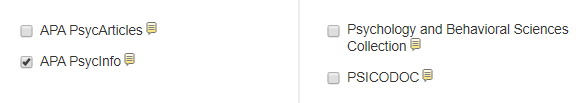 APA PsycArticles
APA PsycInfo
Psychology and Behavioral Sciences
Collection
PSICODOC